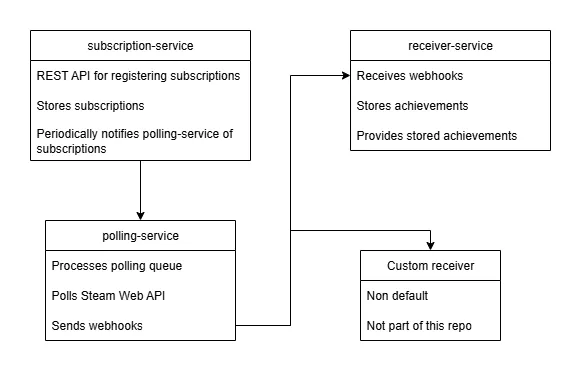 subscription-service
REST API for registering subscriptions
Stores subscriptions
Periodically notifies polling-service of
subscriptions
receiver-service
Receives webhooks
Stores achievements
Provides stored achievements
polling-service
Processes polling queue
Polls Steam Web API
Sends webhooks
Custom receiver
Non default
Not part of this repo